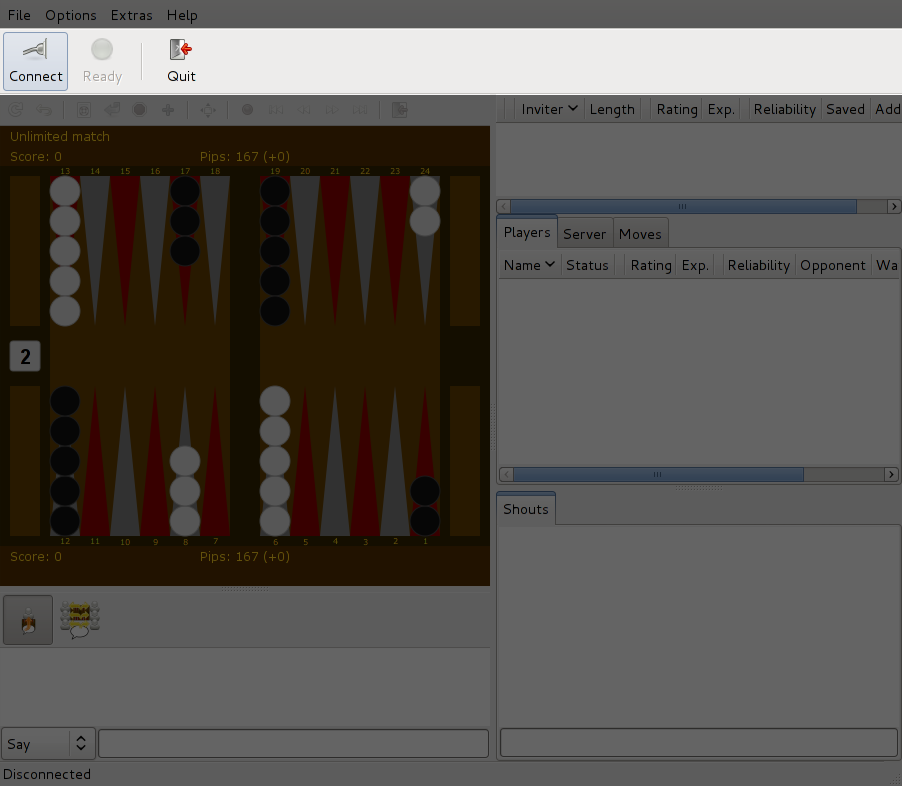 File Options Extras Help
Connect Ready Quit
Inviter Length Rating Exp. Reliability Saved Add
Unlimited match
Score: 0 Pips: 167 (+0)
13 14 15 16 17 18 19 20 21 22 23 24
Players Server Moves
Name Status Rating Exp. Reliability Opponent Wa
2
12 11 10 9 8 7 6 5 4 3 2 1
Score: 0 Pips: 167 (+0)
Shouts
Say
Disconnected